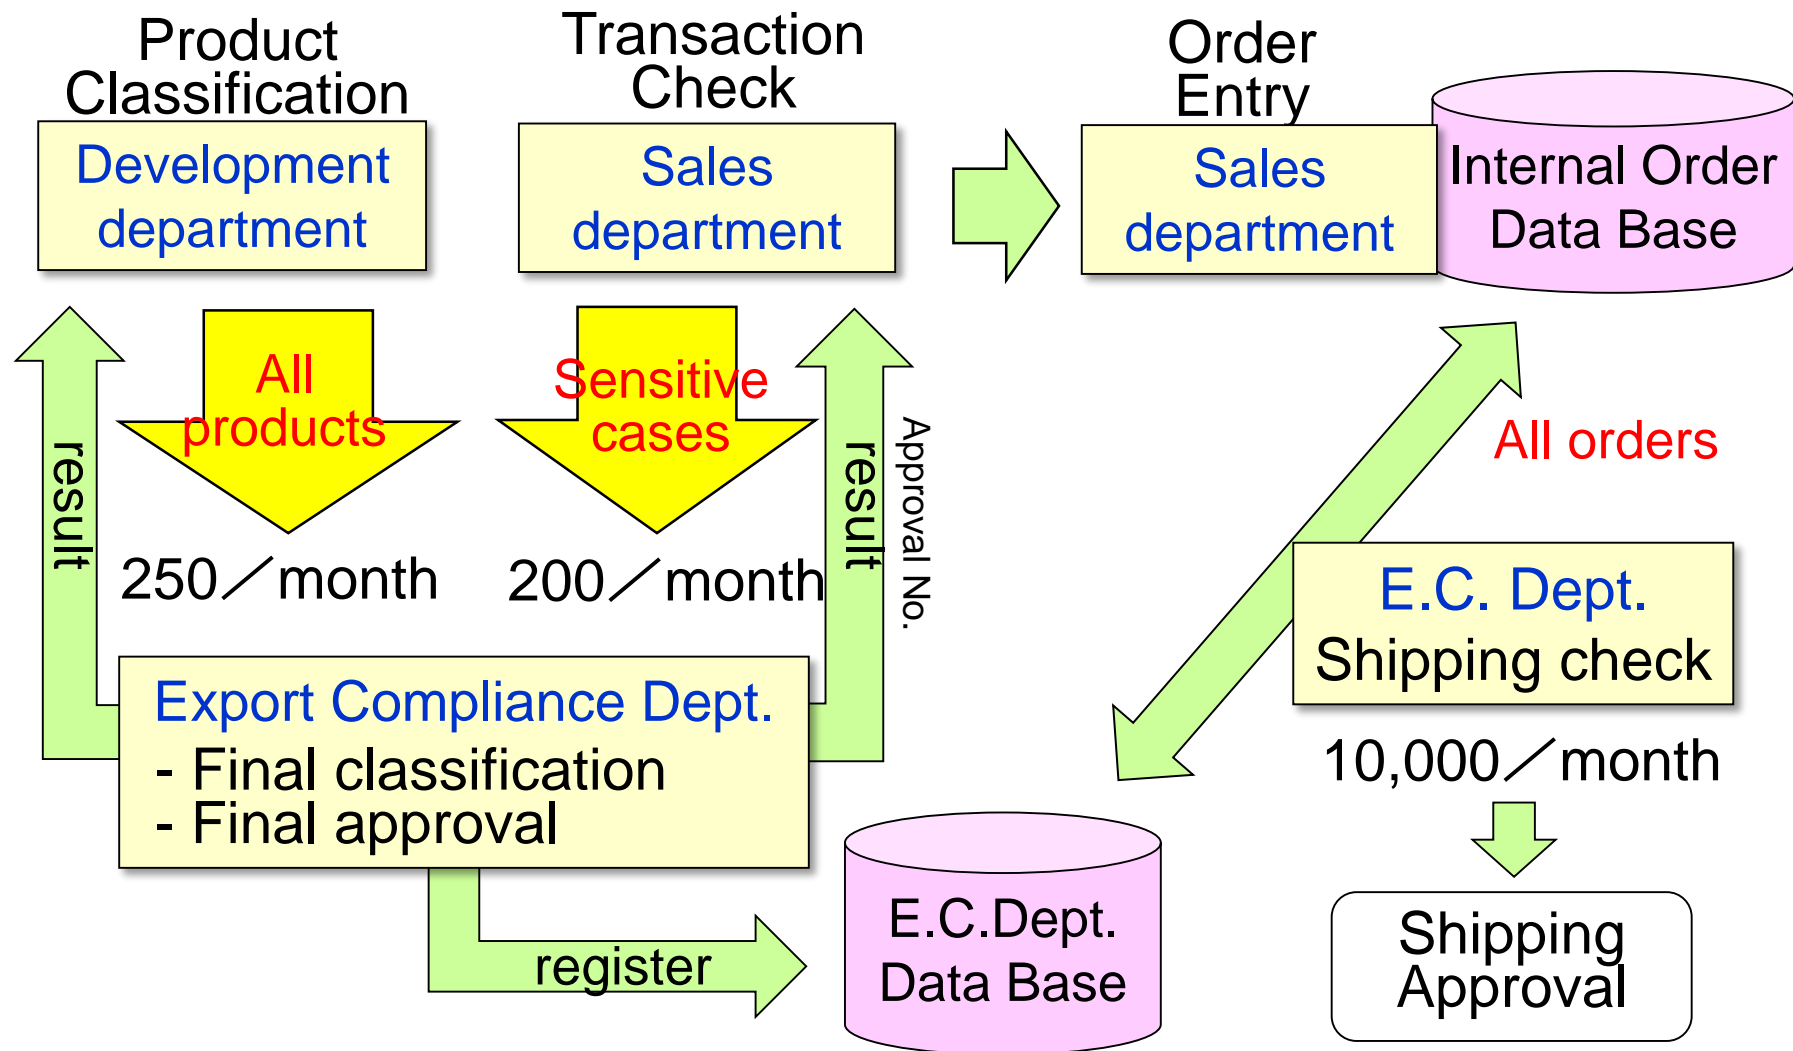 Product
Classification
Development
department
Transaction
Check
Sales
department
Order
Entry
Sales
department
Internal Order
Data Base
All
products
Sensitive
cases
result
result
Approval No.
All orders
250／month
200／month
E.C. Dept.
Shipping check
10,000／month
Export Compliance Dept.
- Final classification
- Final approval
register
E.C.Dept.
Data Base
Shipping
Approval